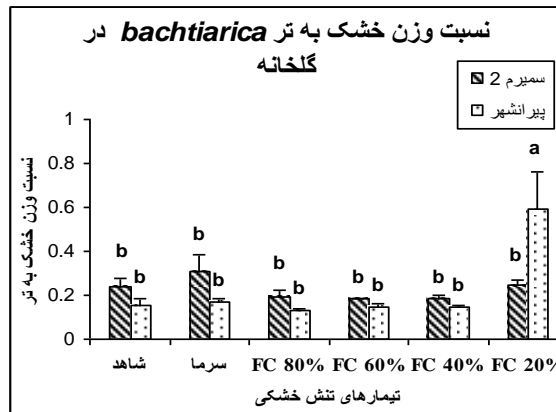 نسبت وزن خشک به تر bachtiarica در
گلخانه
سمیرم 2
پیرانشهر
نسبت وزن خشک به تر
1
0.8
0.6
0.4
0.2
0
b b b b b b b b b b b a
شاهد سرما FC 80% FC 60% FC 40% FC 20%
تیمارهای تنش خشکی